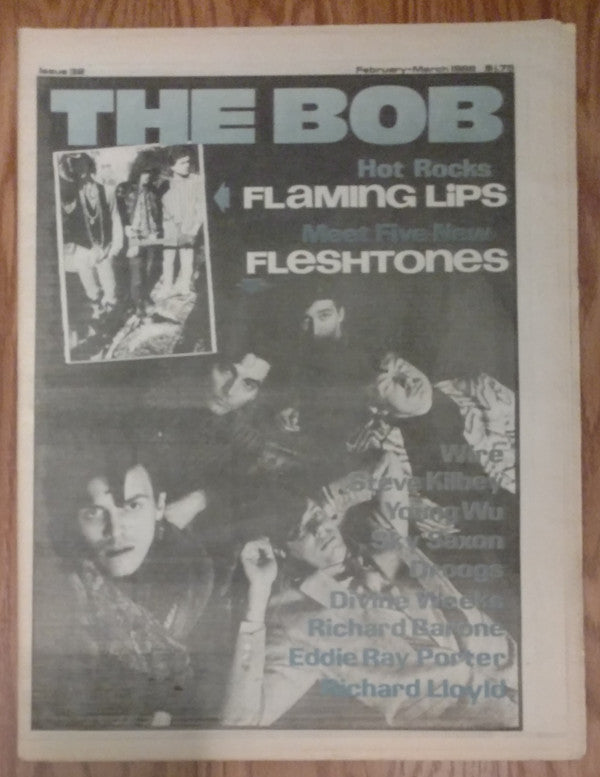 Issue 32
February-March 1988 $1.75
THE BOB
Hot Rocks
FLAMING LiPS
Meet Five New
FLESHTONES
Wire
Steve Kilbey
Young Wu
Sky Saxon
Droogs
Divine Weeks
Richard Barone
Eddie Ray Porter
Richard Lloyd